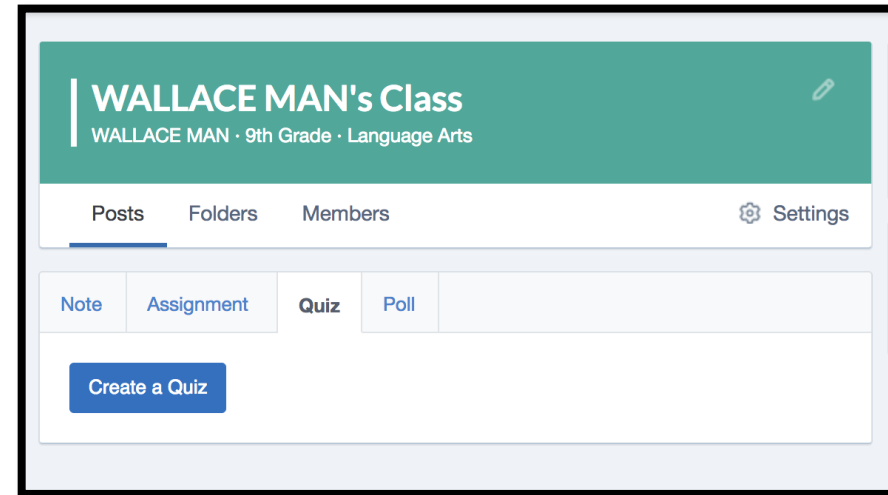 WALLACE MAN's Class
WALLACE MAN · 9th Grade · Language Arts
Posts Folders Members Settings
Note Assignment Quiz Poll
Create a Quiz